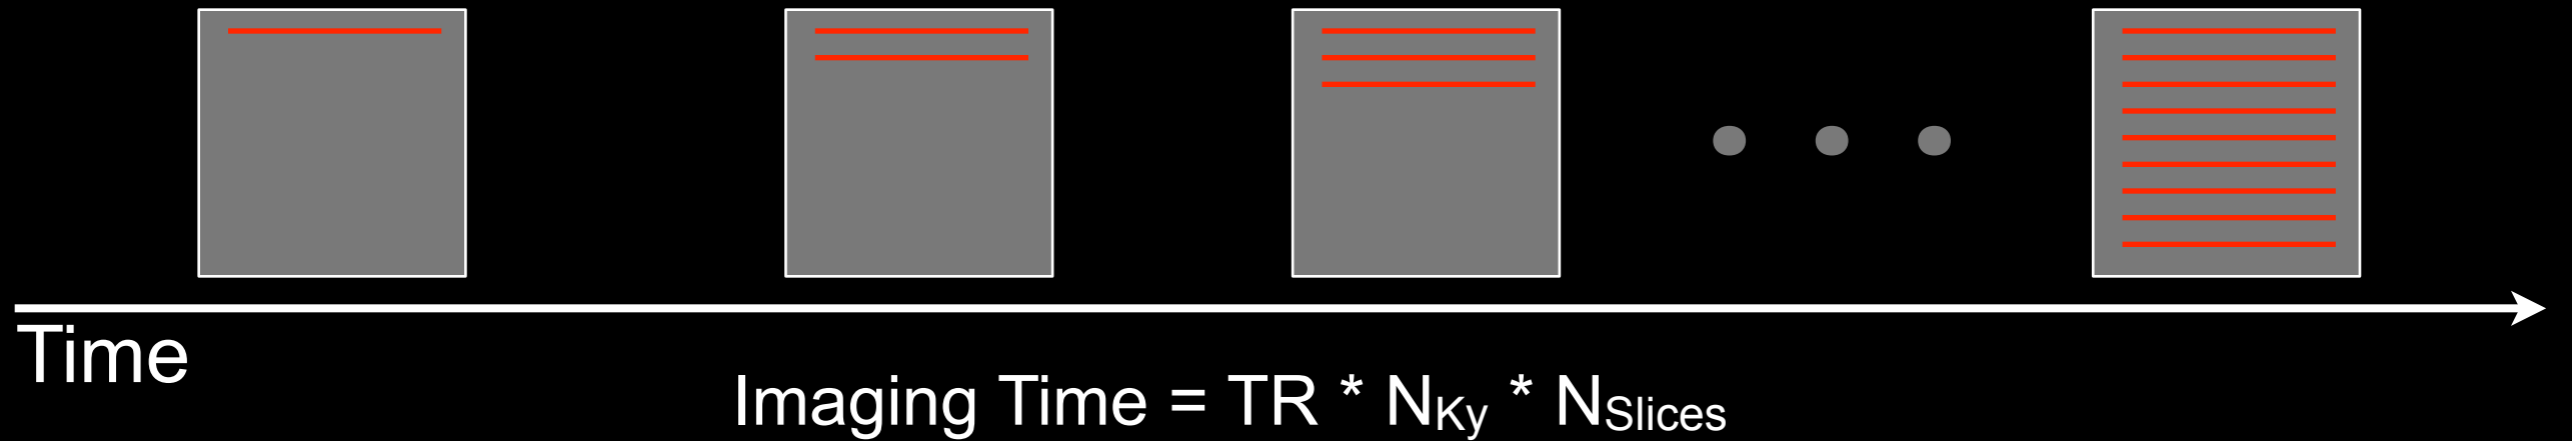 Time
Imaging Time = TR * NKy * NSlices